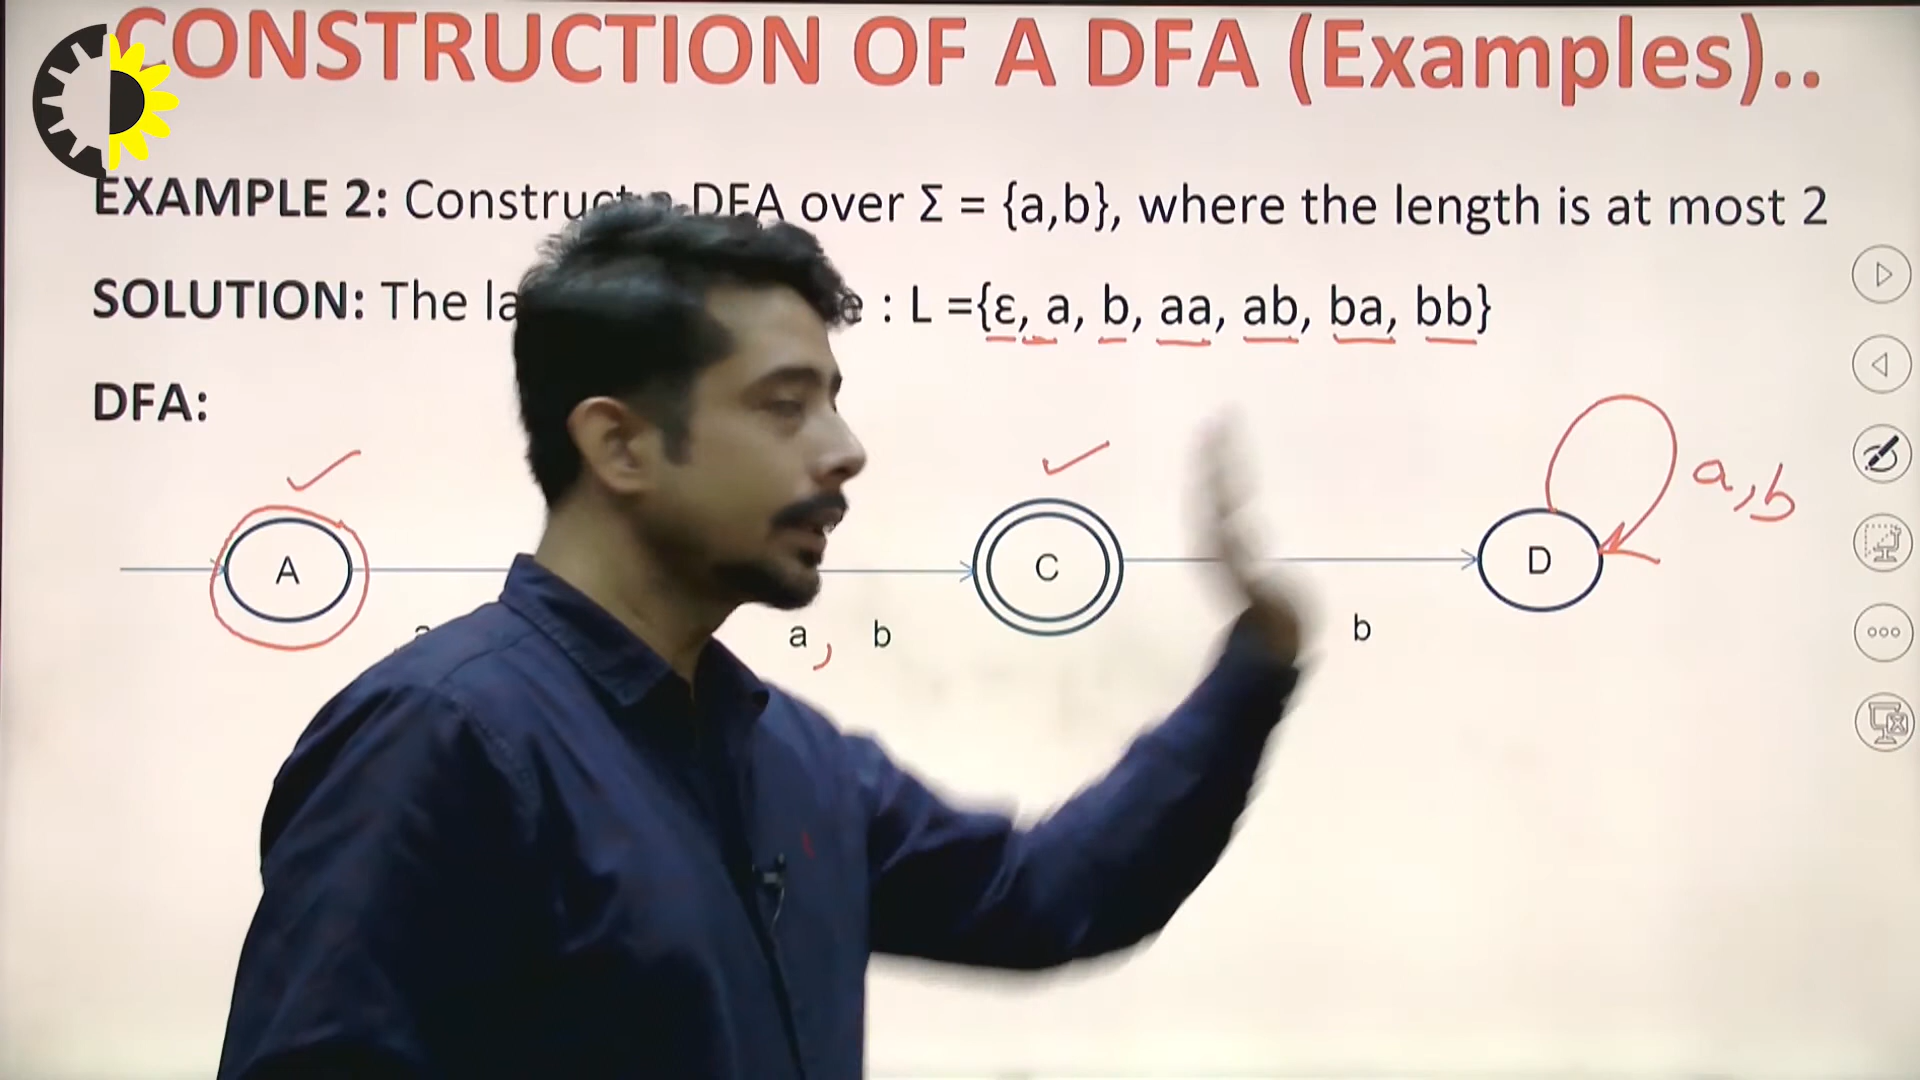 CONSTRUCTION OF A DFA (Examples)..
EXAMPLE 2: Construct a DFA over Σ = {a,b}, where the length is at most 2
SOLUTION: The la : L ={ε, a, b, aa, ab, ba, bb}
DFA:
a,b
A C D
a, b b